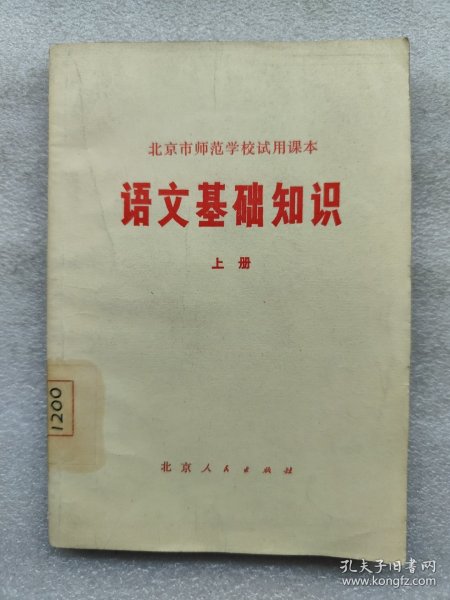 北京市师范学校试用课本
语文基础知识
上册
1200
北京人民出版社
孔夫子旧书网
www.kongfz.com